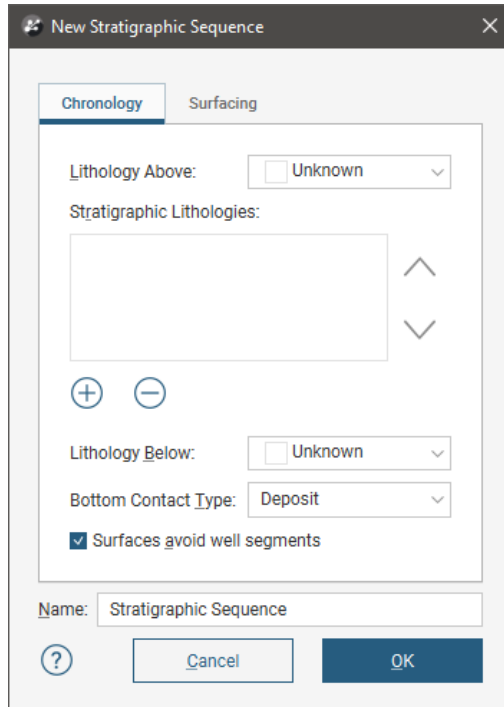 New Stratigraphic Sequence
Chronology Surfacing
Lithology Above: Unknown
Stratigraphic Lithologies:
Lithology Below: Unknown
Bottom Contact Type: Deposit
Surfaces avoid well segments
Name: Stratigraphic Sequence
? Cancel OK